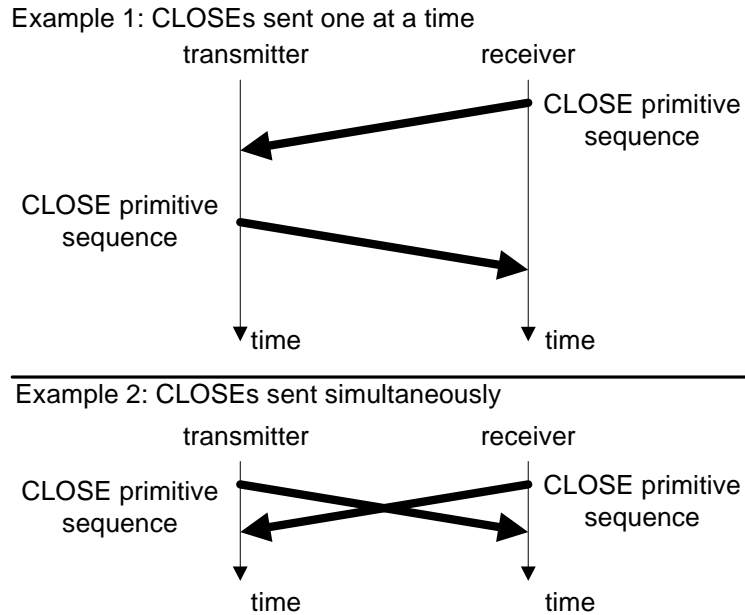 Example 1: CLOSEs sent one at a time
transmitter
receiver
CLOSE primitive
sequence
CLOSE primitive
sequence
time
time
Example 2: CLOSEs sent simultaneously
transmitter
receiver
CLOSE primitive
sequence
CLOSE primitive
sequence
time
time